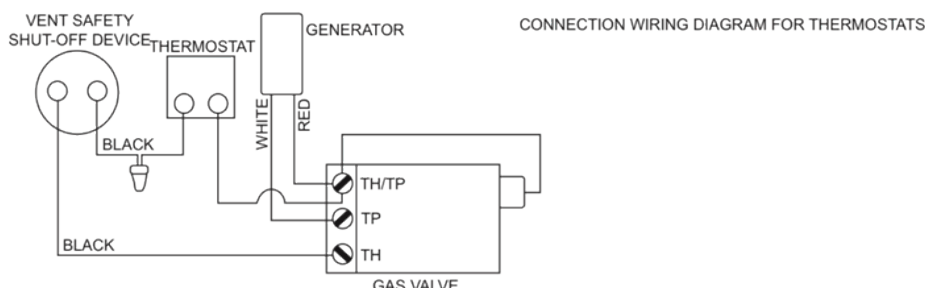 VENT SAFETY
SHUT-OFF DEVICE
THERMOSTAT
GENERATOR
CONNECTION WIRING DIAGRAM FOR THERMOSTATS
WHITE
RED
BLACK
TH/TP
TP
BLACK
TH
GAS VALVE